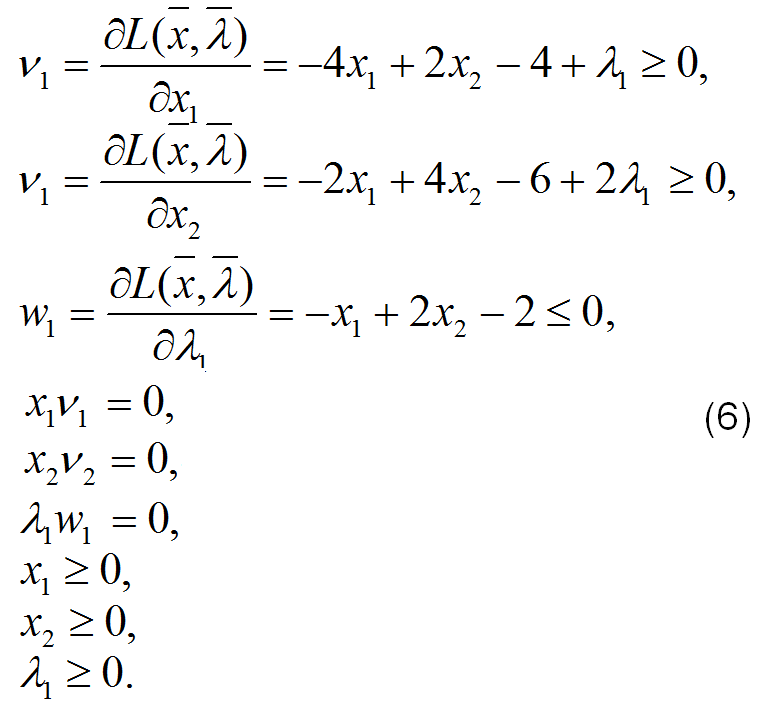 ν₁ = ∂L(x̅, λ̅)/∂x₁ = −4x₁ + 2x₂ − 4 + λ₁ ≥ 0,
ν₁ = ∂L(x̅, λ̅)/∂x₂ = −2x₁ + 4x₂ − 6 + 2λ₁ ≥ 0,
w₁ = ∂L(x̅, λ̅)/∂λ₁ = −x₁ + 2x₂ − 2 ≤ 0,
x₁ν₁ = 0,
(6)
x₂ν₂ = 0,
λ₁w₁ = 0,
x₁ ≥ 0,
x₂ ≥ 0,
λ₁ ≥ 0.